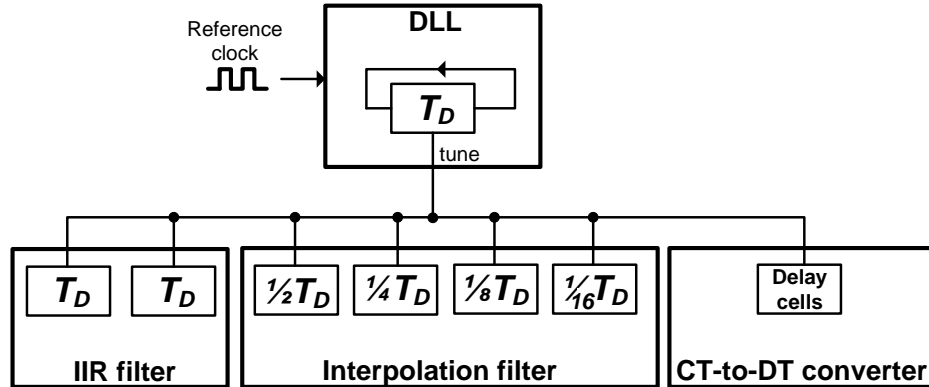 DLL
Reference
clock
T_D
tune
T_D T_D ½T_D ¼T_D ⅛T_D 1/16T_D Delay
cells
IIR filter Interpolation filter CT-to-DT converter